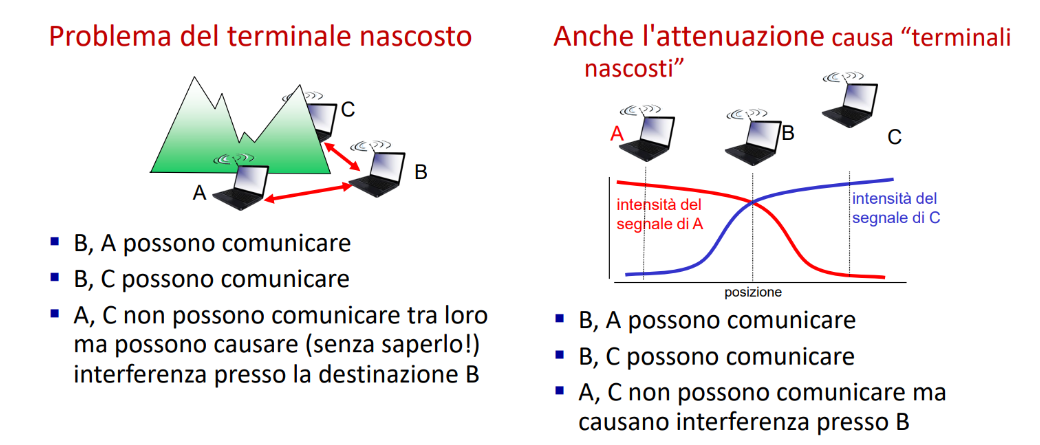 Problema del terminale nascosto
C
B
A
B, A possono comunicare
B, C possono comunicare
A, C non possono comunicare tra loro
ma possono causare (senza saperlo!)
interferenza presso la destinazione B
Anche l'attenuazione causa “terminali
nascosti”
A
B
C
intensità del
segnale di A
intensità del
segnale di C
posizione
B, A possono comunicare
B, C possono comunicare
A, C non possono comunicare ma
causano interferenza presso B